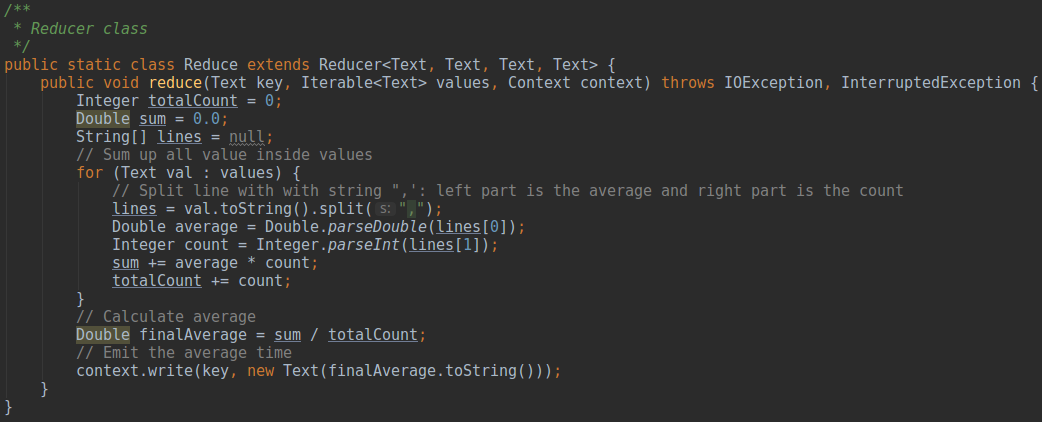 /**
 * Reducer class
 */
public static class Reduce extends Reducer<Text, Text, Text, Text> {
    public void reduce(Text key, Iterable<Text> values, Context context) throws IOException, InterruptedException {
        Integer totalCount = 0;
        Double sum = 0.0;
        String[] lines = null;
        // Sum up all value inside values
        for (Text val : values) {
            // Split line with with string ",': left part is the average and right part is the count
            lines = val.toString().split( s: ",");
            Double average = Double.parseDouble(lines[0]);
            Integer count = Integer.parseInt(lines[1]);
            sum += average * count;
            totalCount += count;
        }
        // Calculate average
        Double finalAverage = sum / totalCount;
        // Emit the average time
        context.write(key, new Text(finalAverage.toString()));
    }
}